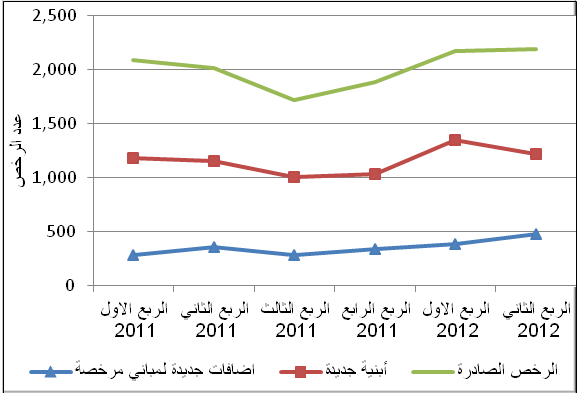 2,500
2,000
1,500
1,000
500
0
عدد الرخص
الربع الاول
2011
الربع الثاني
2011
الربع الثالث
2011
الربع الرابع
2011
الربع الاول
2012
الربع الثاني
2012
اضافات جديدة لمباني مرخصة
أبنية جديدة
الرخص الصادرة